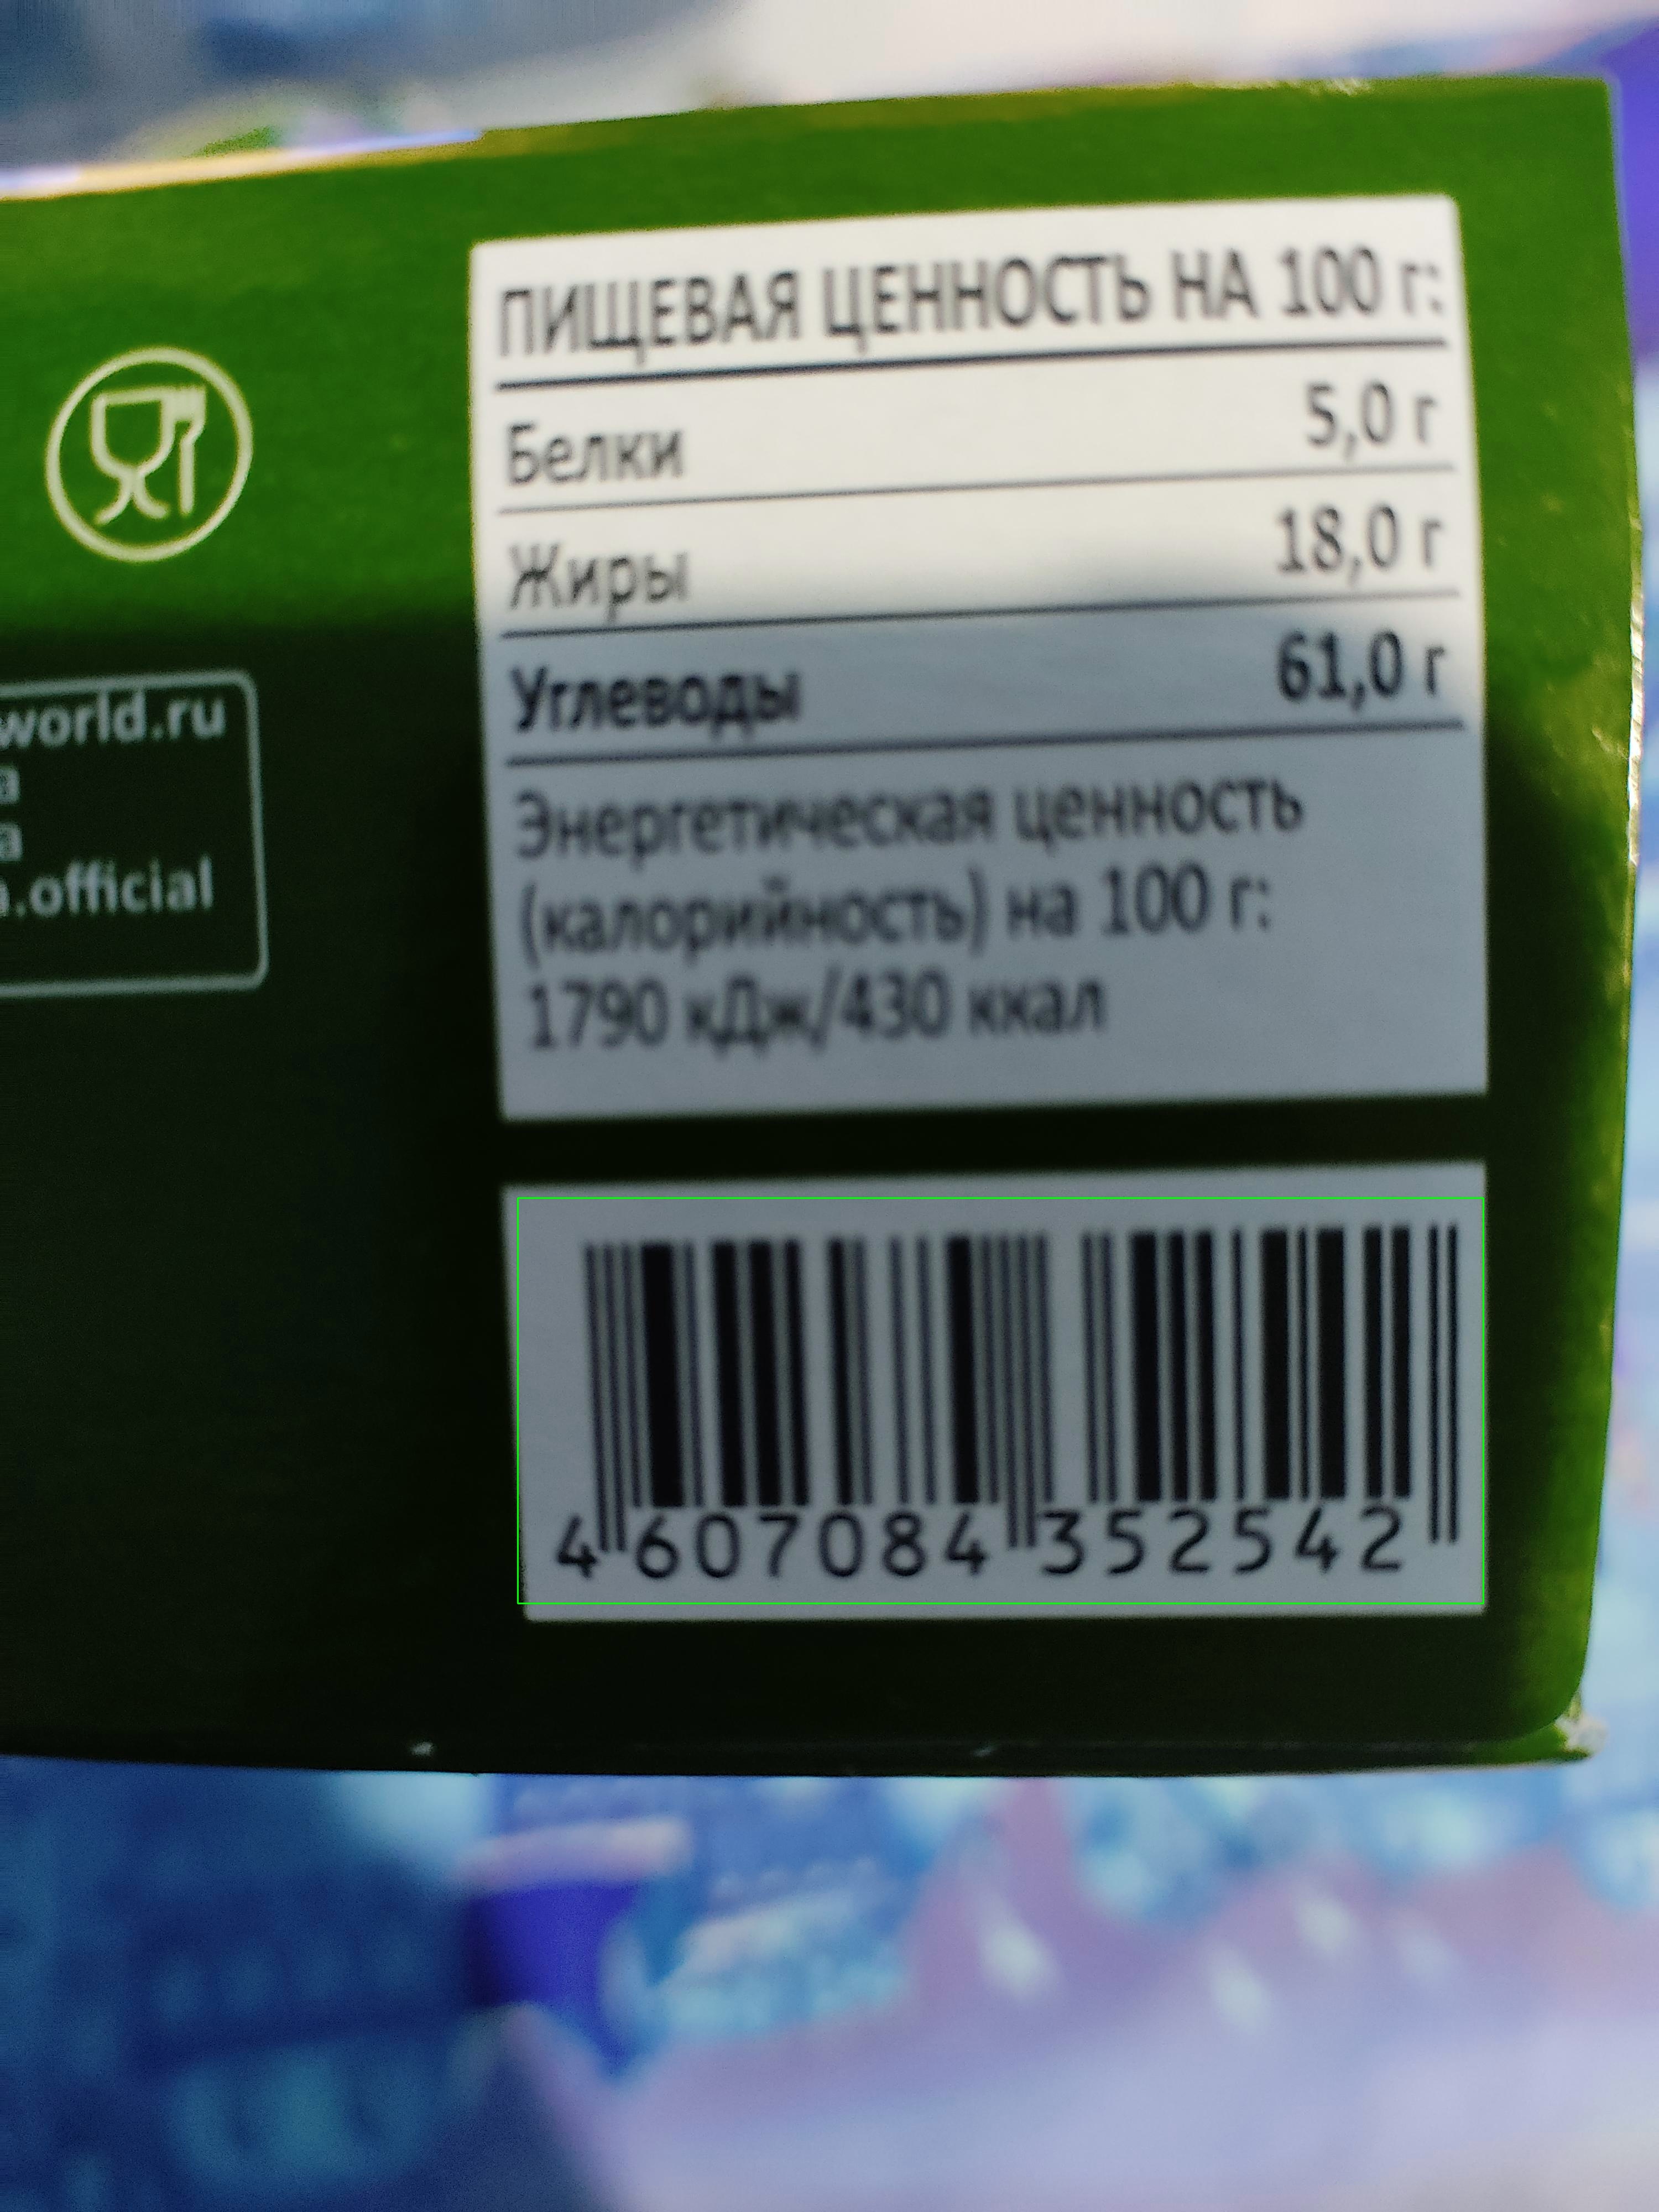 ПИЩЕВАЯ ЦЕННОСТЬ НА 100 г:
Белки 5,0 г
Жиры 18,0 г
Углеводы 61,0 г
Энергетическая ценность
(калорийность) на 100 г:
1790 кДж/430 ккал
world.ru
a
a
a.official
4 607084 352542